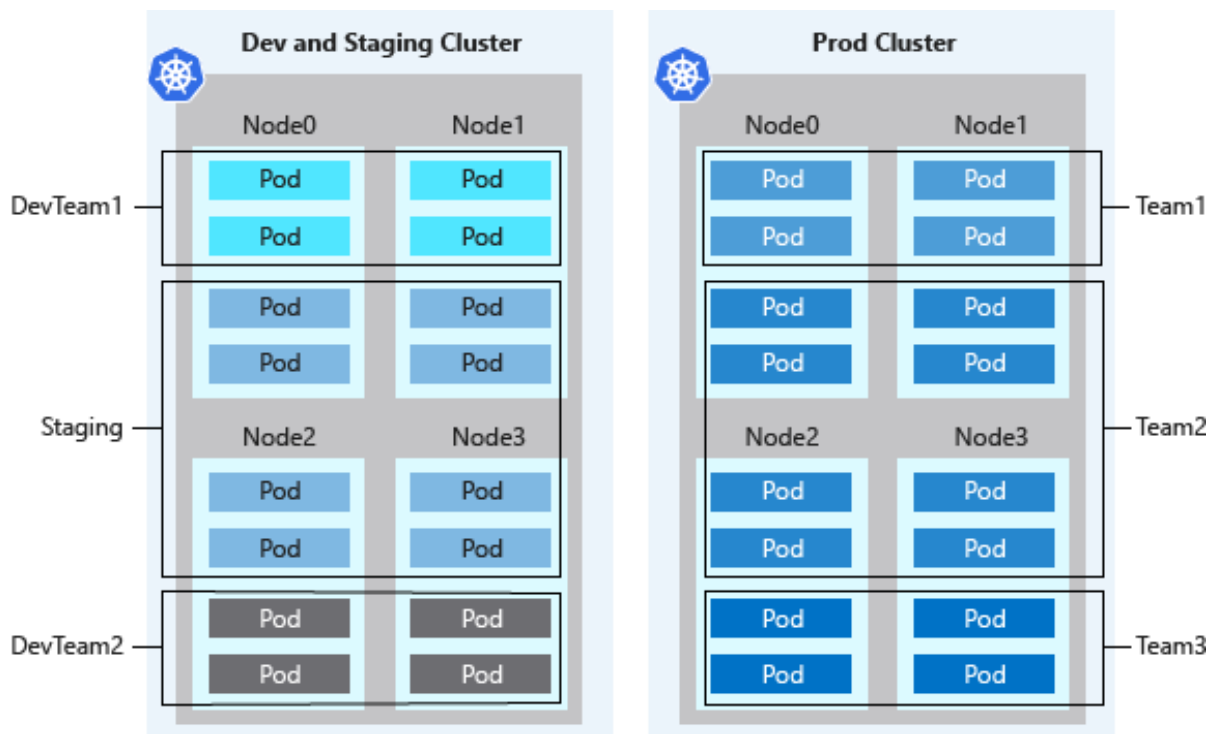 Dev and Staging Cluster
Node0 Node1
DevTeam1
Pod Pod
Pod Pod
Staging
Pod Pod
Pod Pod
Node2 Node3
Pod Pod
Pod Pod
DevTeam2
Pod Pod
Pod Pod
Prod Cluster
Node0 Node1
Pod Pod
Pod Pod
Team1
Pod Pod
Pod Pod
Node2 Node3
Team2
Pod Pod
Pod Pod
Pod Pod
Pod Pod
Team3